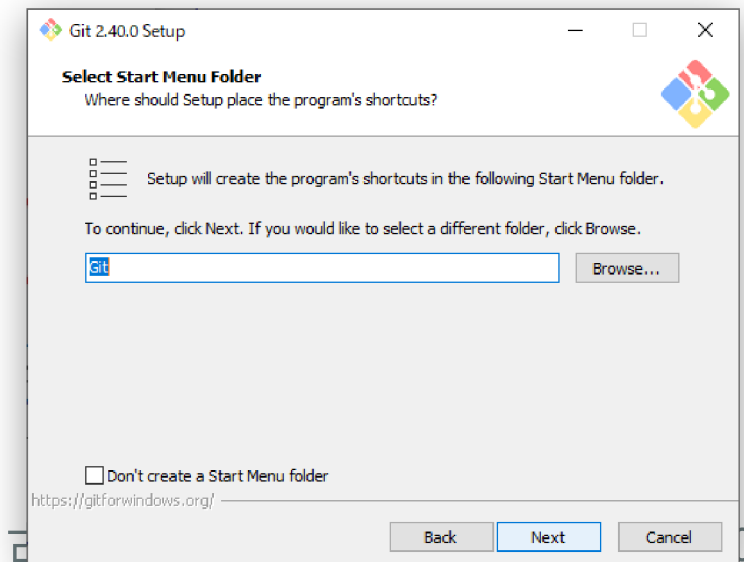 Git 2.40.0 Setup
Select Start Menu Folder
Where should Setup place the program's shortcuts?
Setup will create the program's shortcuts in the following Start Menu folder.
To continue, click Next. If you would like to select a different folder, click Browse.
Git
Browse...
Don't create a Start Menu folder
https://gitforwindows.org/
Back
Next
Cancel